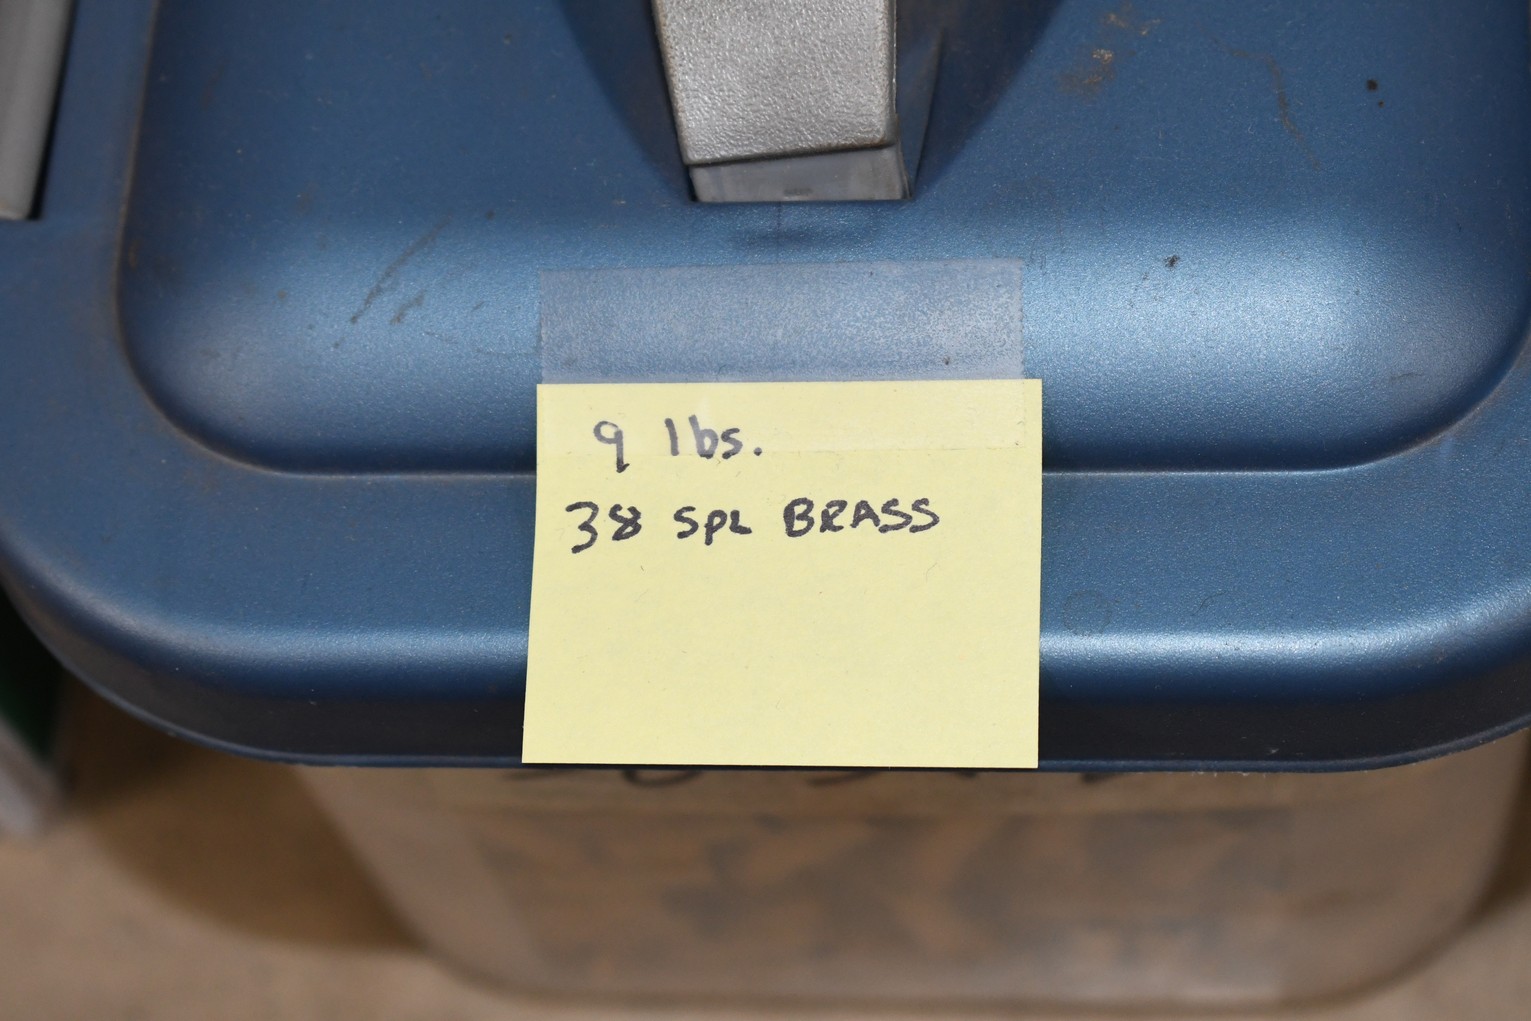 9 lbs.
38 SPL BRASS